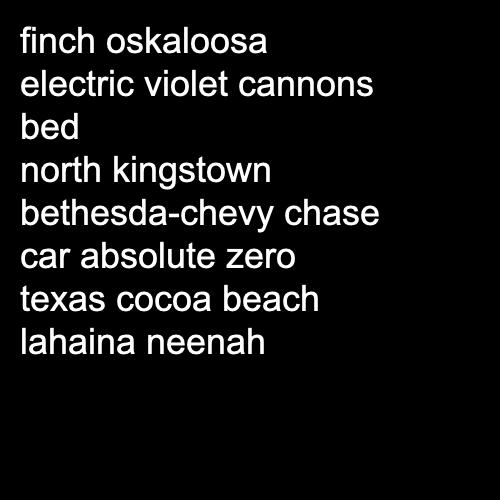 finch oskaloosa
electric violet cannons
bed
north kingstown
bethesda-chevy chase
car absolute zero
texas cocoa beach
lahaina neenah